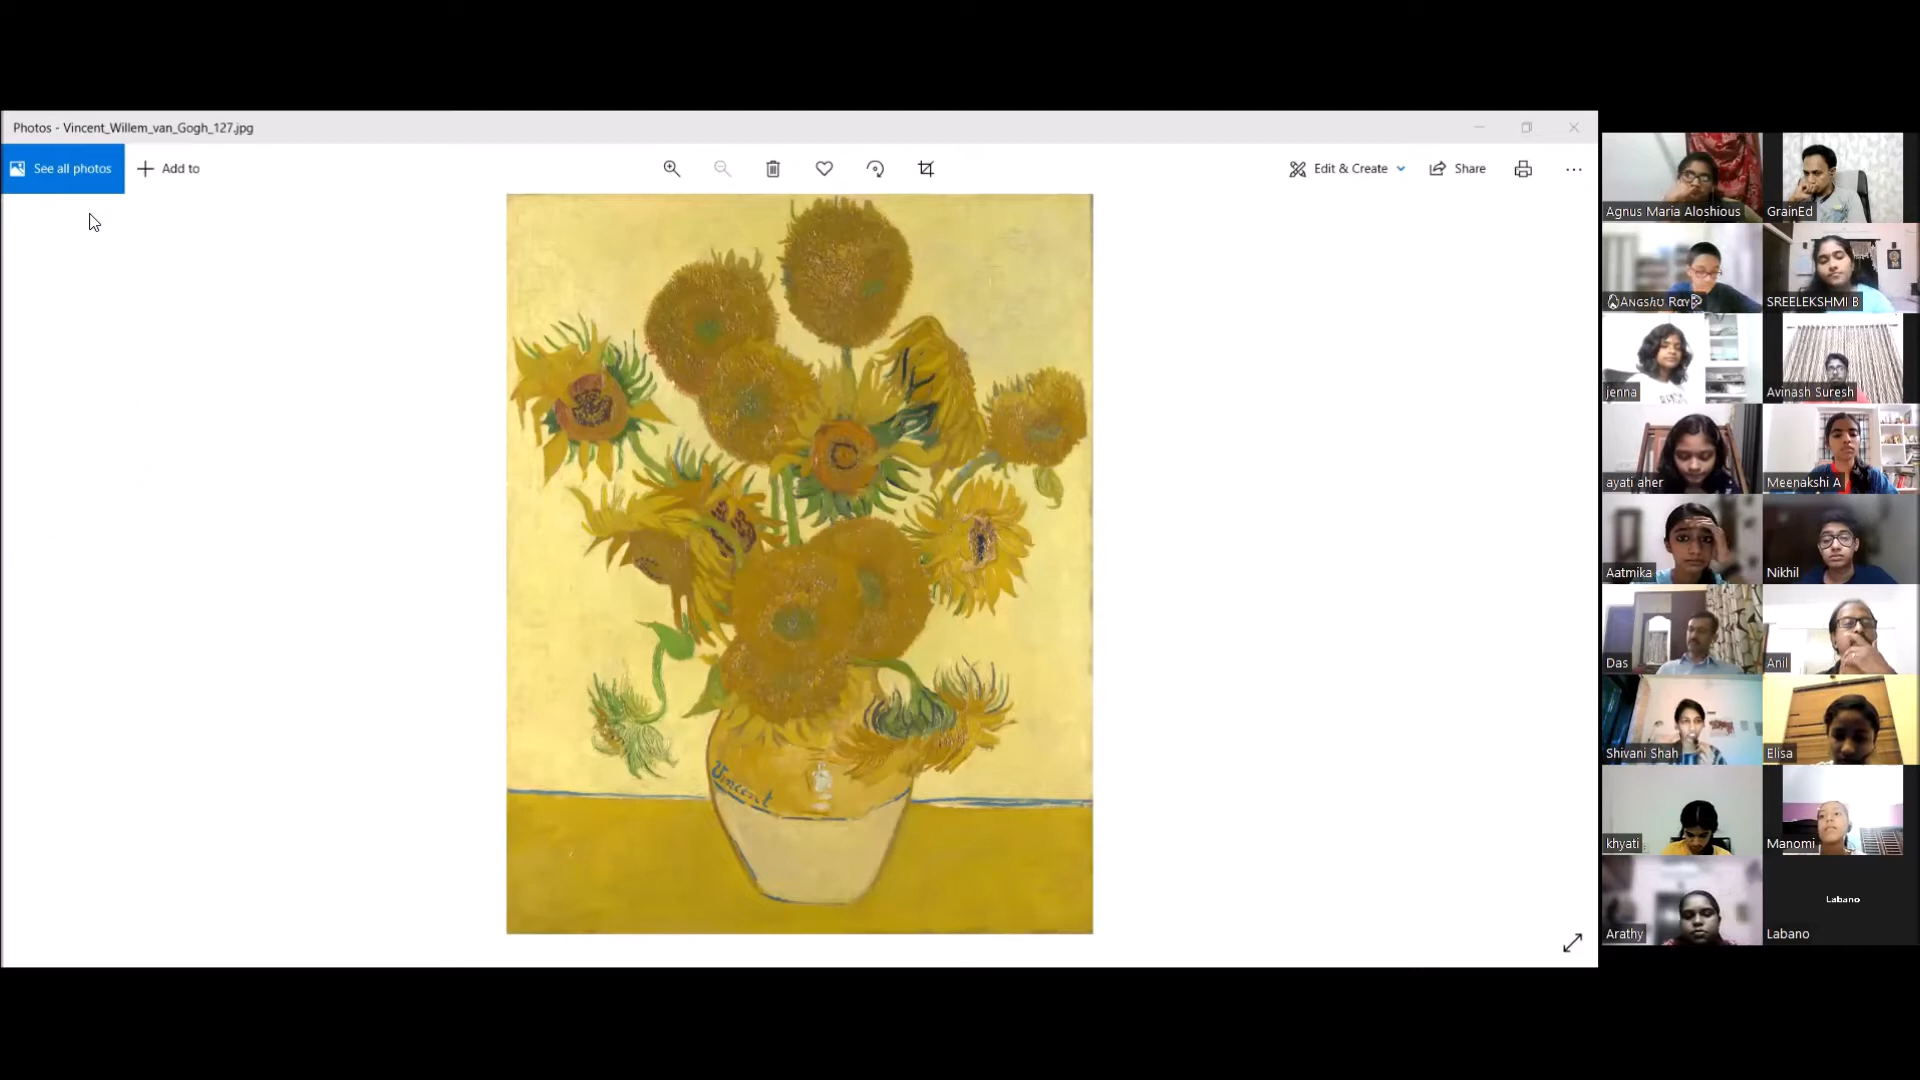 Photos - Vincent_Willem_van_Gogh_127.jpg
See all photos
Add to
Edit & Create
Share
Vincent
Agnus Maria Aloshious
GrainEd
Angshu Ray
SREELEKSHMI B
jenna
Avinash Suresh
ayati aher
Meenakshi A
Aatmika
Nikhil
Das
Anil
Shivani Shah
Elisa
khyati
Manomi
Labano
Arathy
Labano